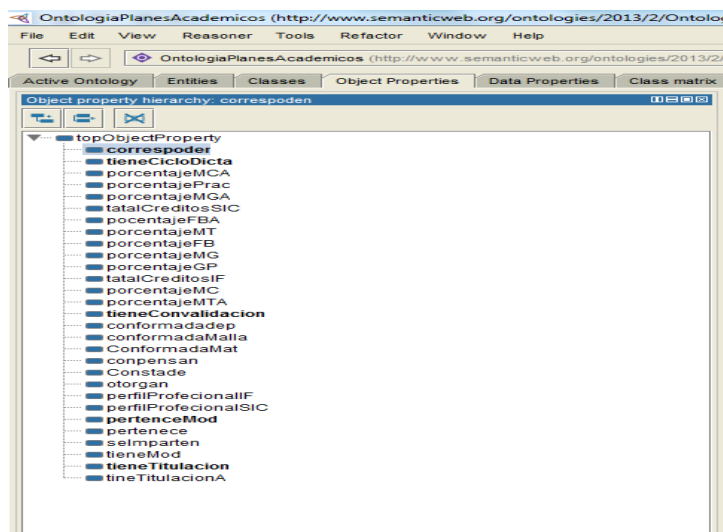 OntologiaPlanesAcademicos (http://www.semanticweb.org/ontologies/2013/2/Ontolog
File Edit View Reasoner Tools Refactor Window Help
OntologiaPlanesAcademicos (http://www.semanticweb.org/ontologies/2013/2/
Active Ontology Entities Classes Object Properties Data Properties Class matrix
Object property hierarchy: correspoden
topObjectProperty
correspoder
tieneCicloDicta
porcentajeMCA
porcentajePrac
porcentajeMGA
tatalCreditosSIC
pocentajeFBA
porcentajeMT
porcentajeFB
porcentajeMG
porcentajeGP
tatalCreditosIF
porcentajeMC
porcentajeMTA
tieneConvalidacion
conformadadep
conformadaMalla
ConformadaMat
conpensan
Constade
otorgan
perfilProfecionalIF
perfilProfecionalSIC
pertenceMod
pertenece
seImparten
tieneMod
tieneTitulacion
tineTitulacionA